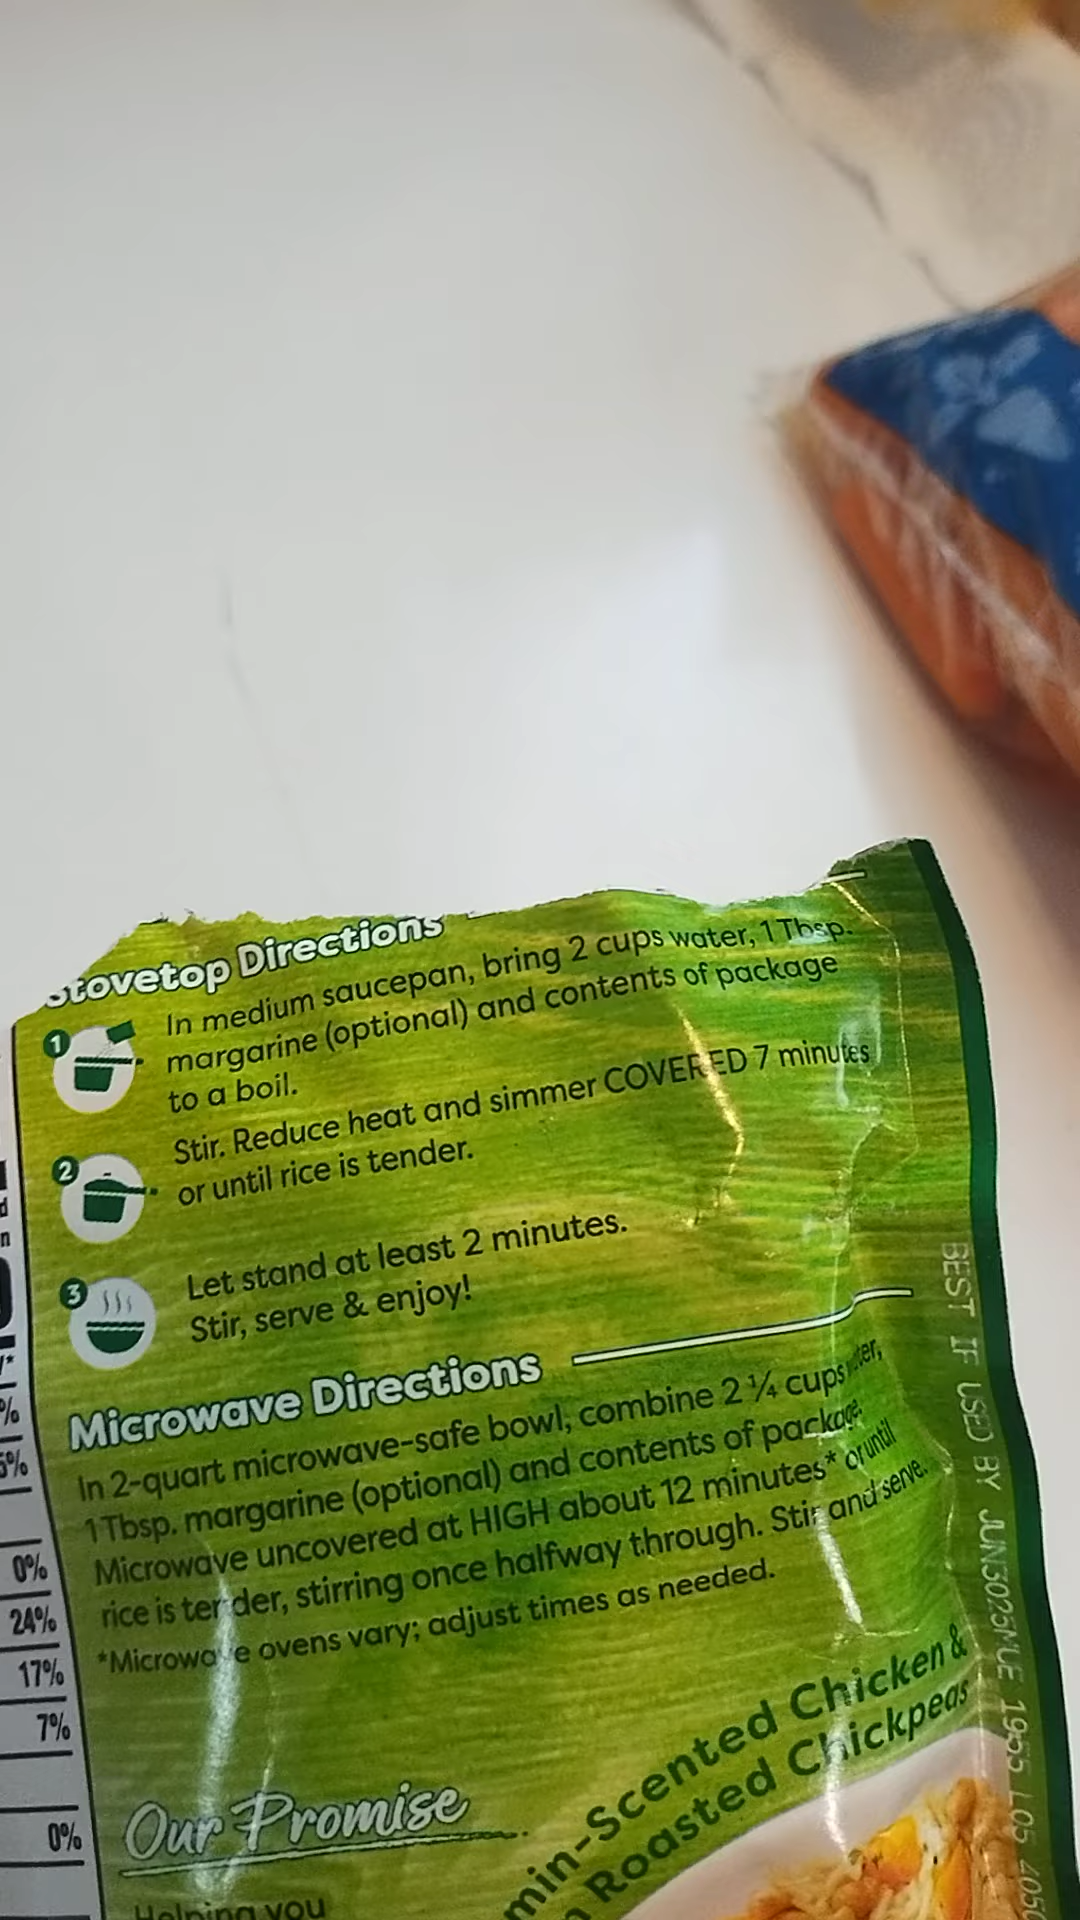 Stovetop Directions
1 In medium saucepan, bring 2 cups water, 1 Tbsp.
margarine (optional) and contents of package
to a boil.
2 Stir. Reduce heat and simmer COVERED 7 minutes
or until rice is tender.
3 Let stand at least 2 minutes.
Stir, serve & enjoy!
Microwave Directions
In 2-quart microwave-safe bowl, combine 2 ¼ cups water,
1 Tbsp. margarine (optional) and contents of package.
Microwave uncovered at HIGH about 12 minutes* or until
rice is tender, stirring once halfway through. Stir and serve.
*Microwave ovens vary; adjust times as needed.
Our Promise
Helping you
min-Scented Chicken &
Roasted Chickpeas
BEST IF USED BY JUN3025
0%
24%
17%
7%
0%